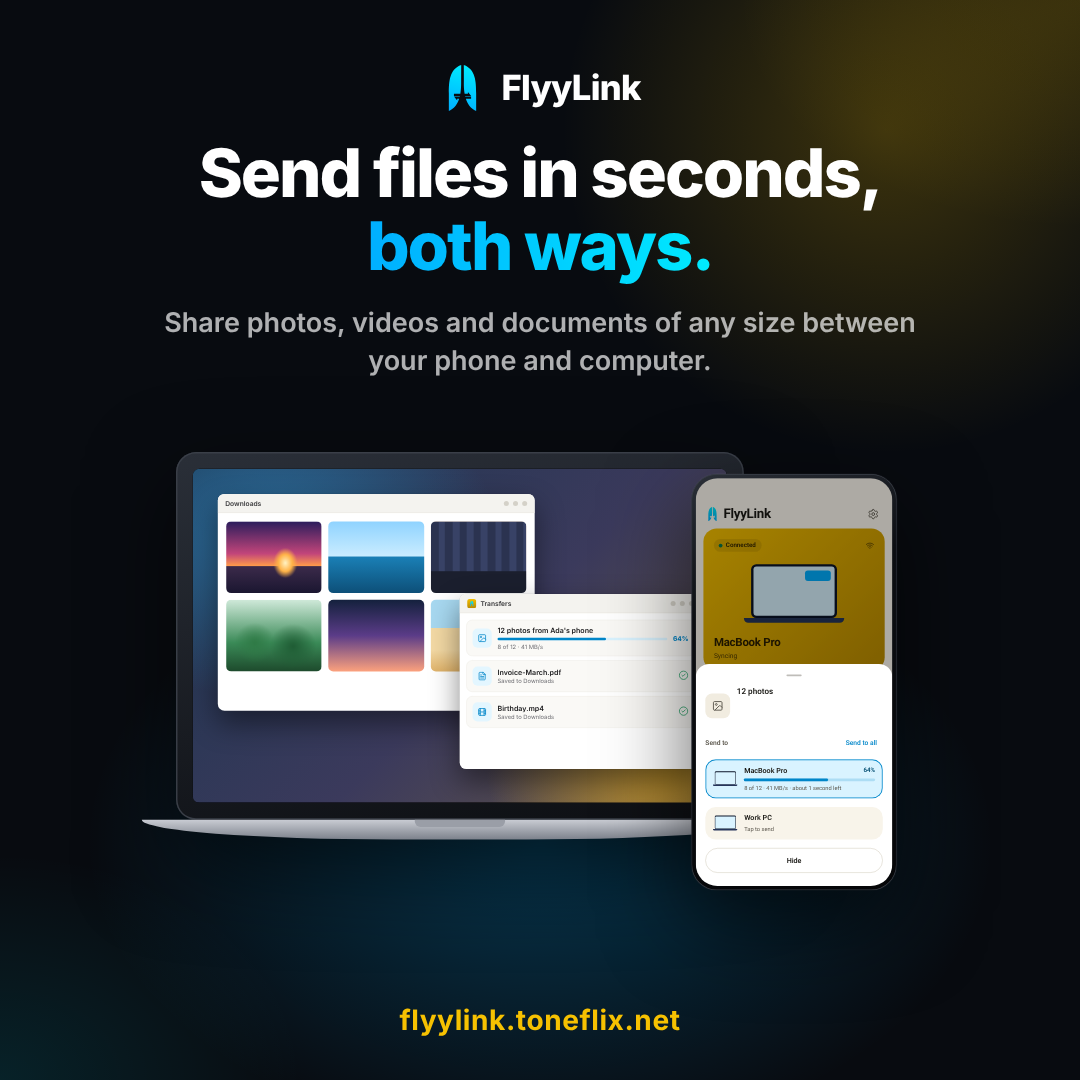 FlyyLink
Send files in seconds,
both ways.
Share photos, videos and documents of any size between
your phone and computer.
Downloads
Transfers
12 photos from Ada's phone
64%
8 of 12 · 41 MB/s
Invoice-March.pdf
Saved to Downloads
Birthday.mp4
Saved to Downloads
FlyyLink
Connected
MacBook Pro
Syncing
12 photos
Send to
Send to all
MacBook Pro
64%
8 of 12 · 41 MB/s · about 1 second left
Work PC
Tap to send
Hide
flyylink.toneflix.net